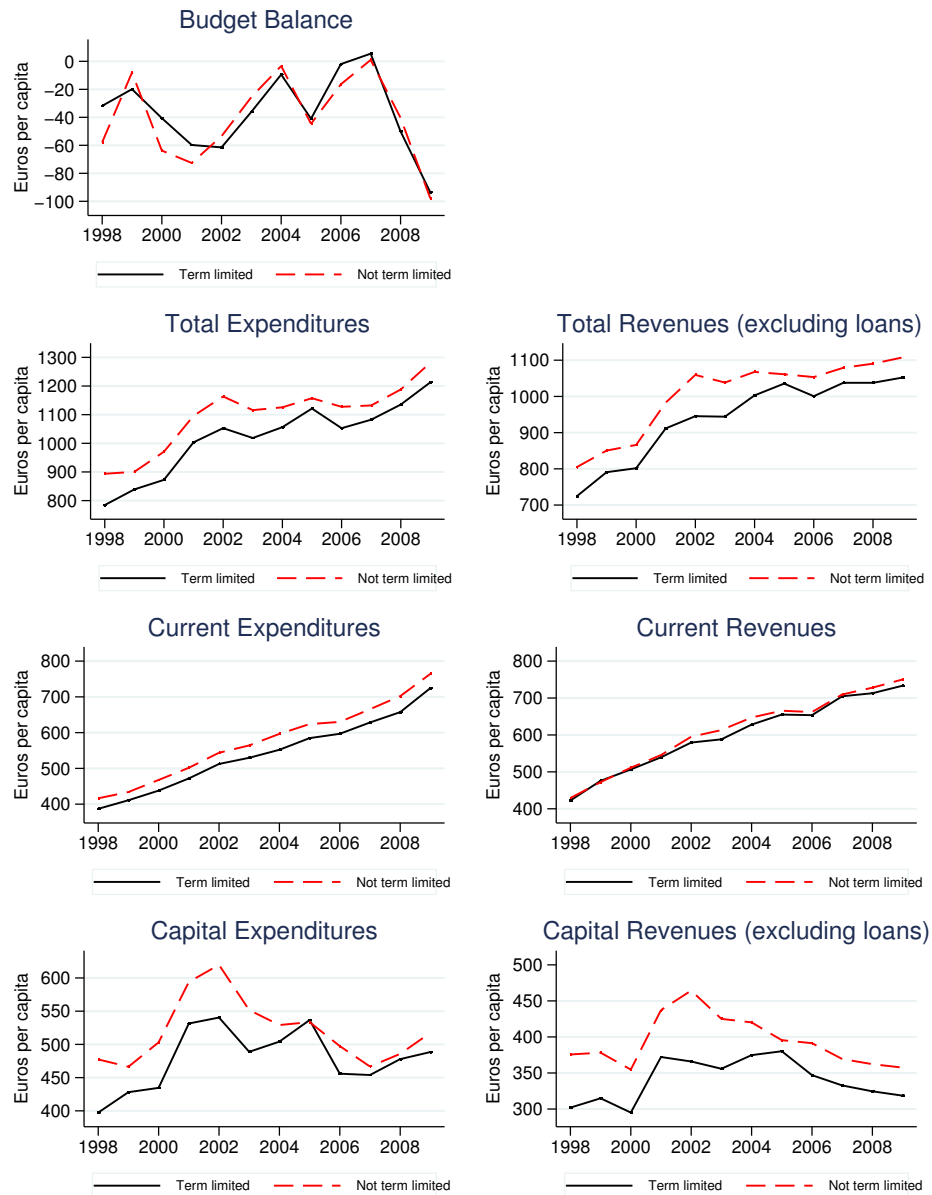 Budget Balance
Euros per capita
0
−20
−40
−60
−80
−100
1998 2000 2002 2004 2006 2008
Term limited Not term limited
Total Expenditures
Euros per capita
1300
1200
1100
1000
900
800
1998 2000 2002 2004 2006 2008
Term limited Not term limited
Total Revenues (excluding loans)
Euros per capita
1100
1000
900
800
700
1998 2000 2002 2004 2006 2008
Term limited Not term limited
Current Expenditures
Euros per capita
800
700
600
500
400
1998 2000 2002 2004 2006 2008
Term limited Not term limited
Current Revenues
Euros per capita
800
700
600
500
400
1998 2000 2002 2004 2006 2008
Term limited Not term limited
Capital Expenditures
Euros per capita
600
550
500
450
400
1998 2000 2002 2004 2006 2008
Term limited Not term limited
Capital Revenues (excluding loans)
Euros per capita
500
450
400
350
300
1998 2000 2002 2004 2006 2008
Term limited Not term limited